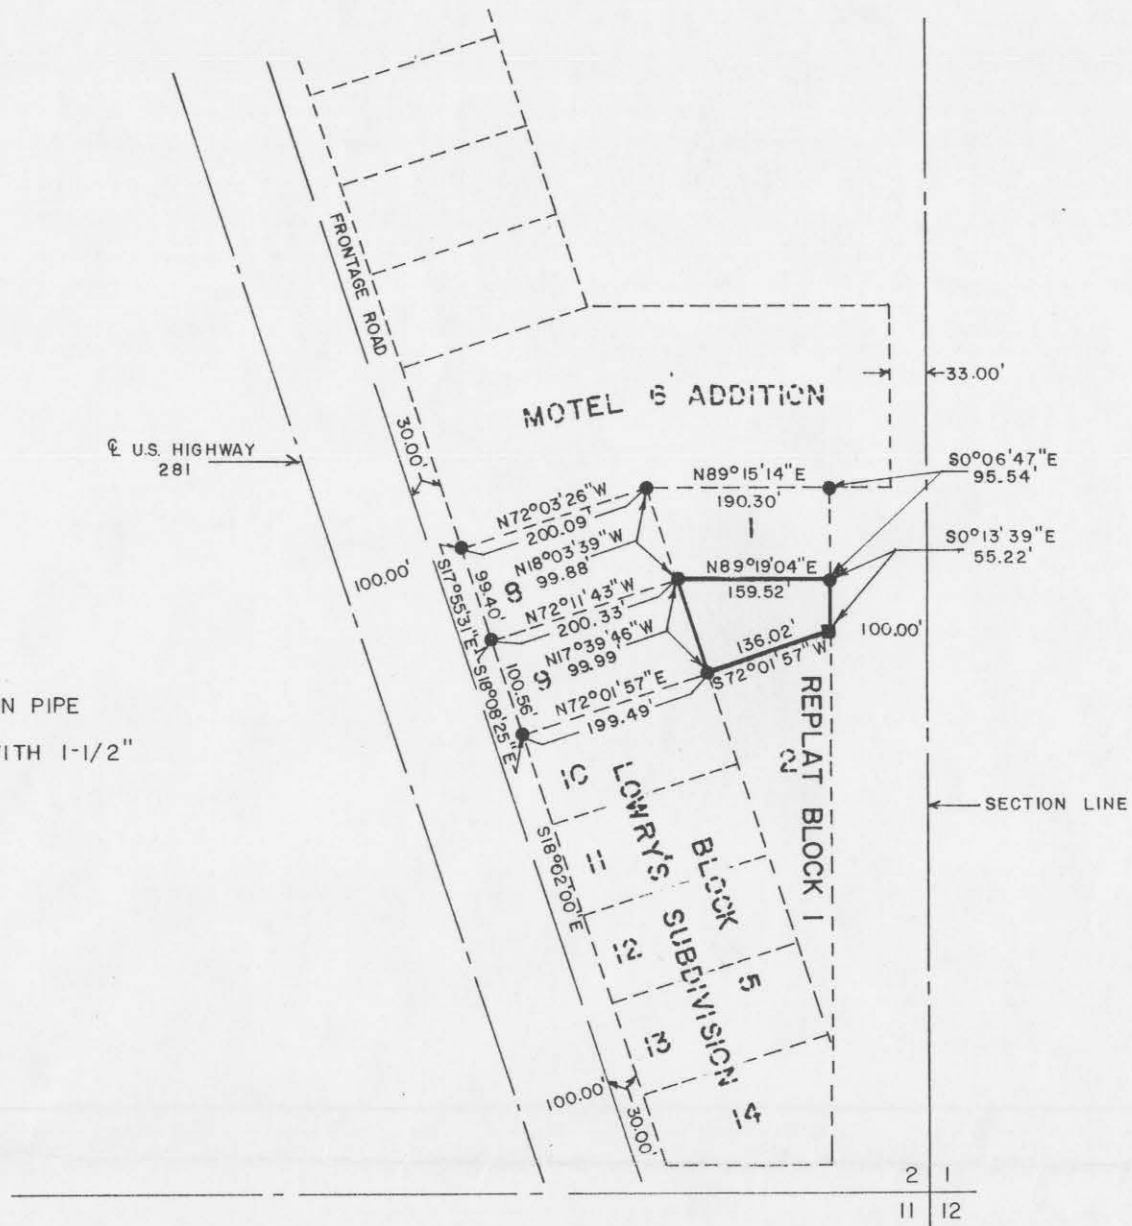 FRONTAGE ROAD
MOTEL 6 ADDITION
33.00'
℄ U.S. HIGHWAY
281
30.00'
N89°15'14"E
190.30'
S0°06'47"E
95.54'
N72°03'26"W
200.09'
1
N18°03'39"W
99.88'
8
S0°13'39"E
55.22'
100.00'
S17°55'31"E
99.40'
N72°11'43"W
200.33'
N89°19'04"E
159.52'
N17°39'46"W
99.99'
9
136.02'
S72°01'57"W
100.00'
S18°08'25"E
100.56'
N72°01'57"E
199.49'
N PIPE
WITH 1-1/2"
REPLAT BLOCK 1
2
10
LOWRY'S SUBDIVISION
BLOCK
5
SECTION LINE
11
S18°02'00"E
12
13
14
100.00'
30.00'
2 1
11 12